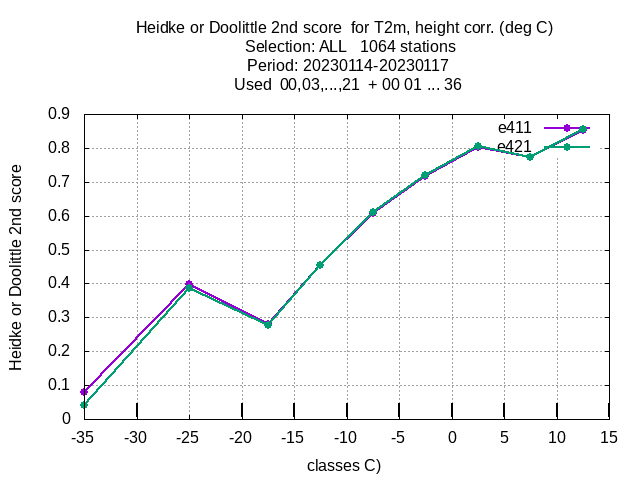 Heidke or Doolittle 2nd score  for T2m, height corr. (deg C)
Selection: ALL   1064 stations
Period: 20230114-20230117
Used  00,03,...,21  + 00 01 ... 36
e411
e421
0.9
0.8
0.7
0.6
0.5
0.4
0.3
0.2
0.1
0
Heidke or Doolittle 2nd score
-35 -30 -25 -20 -15 -10 -5 0 5 10 15
classes C)